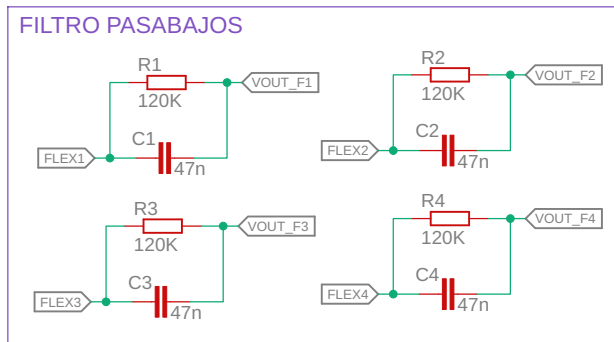 FILTRO PASABAJOS
R1
120K
VOUT_F1
C1
FLEX1
47n
R2
120K
VOUT_F2
C2
FLEX2
47n
R3
120K
VOUT_F3
C3
FLEX3
47n
R4
120K
VOUT_F4
C4
FLEX4
47n